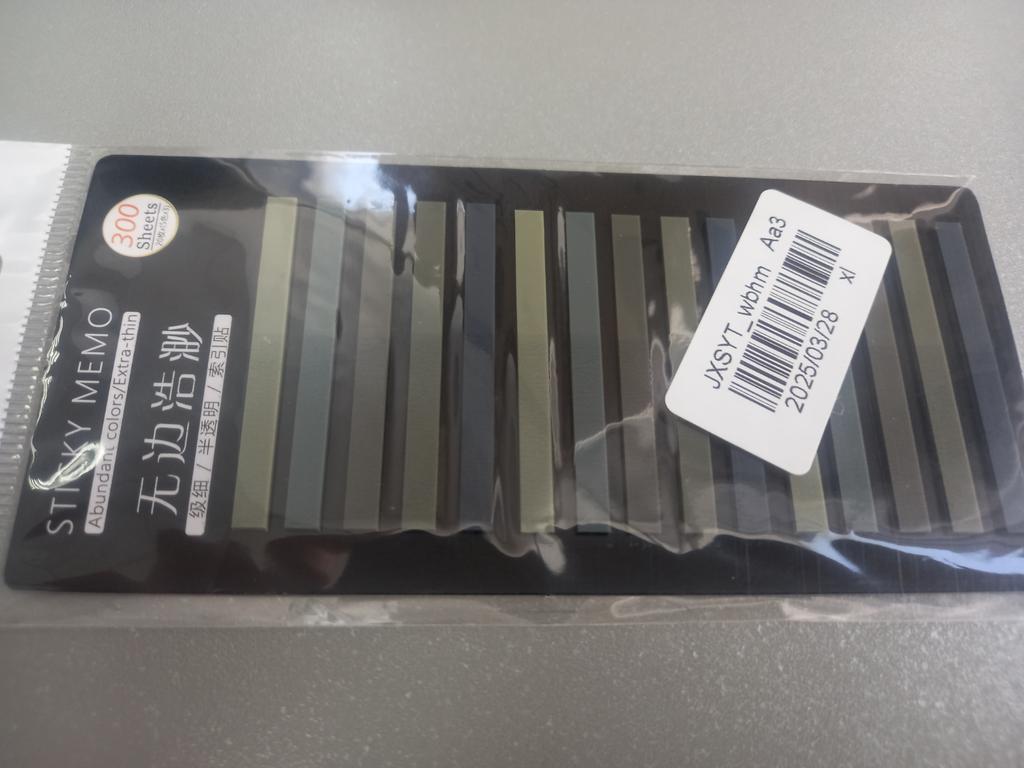 300
Sheets
STICKY MEMO
Abundant colors/Extra-thin
无边浩渺
级细 / 半透明 / 索引贴
JXSYT_wbhm Aa3
2025/03/28 xl